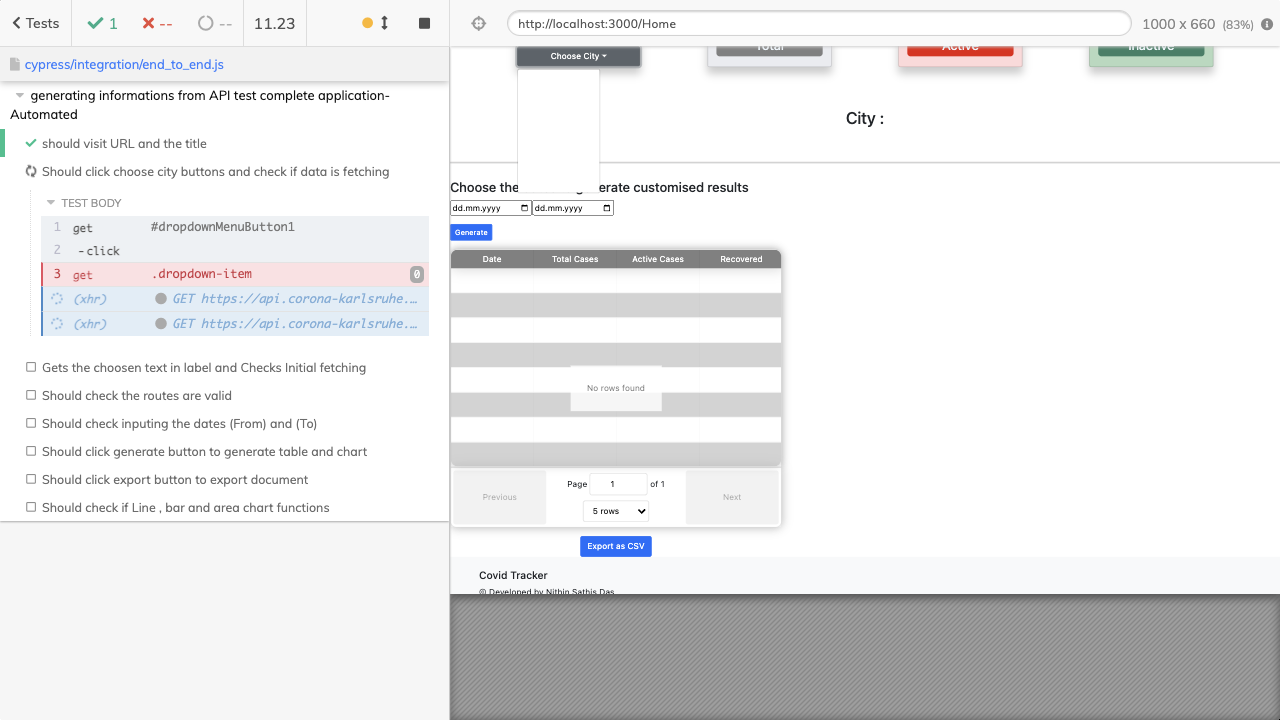 Tests
1
--
--
11.23
cypress/integration/end_to_end.js
generating informations from API test complete application-
Automated
should visit URL and the title
Should click choose city buttons and check if data is fetching
TEST BODY
1 get #dropdownMenuButton1
2 -click
3 get .dropdown-item 0
(xhr) GET https://api.corona-karlsruhe.…
(xhr) GET https://api.corona-karlsruhe.…
Gets the choosen text in label and Checks Initial fetching
Should check the routes are valid
Should check inputing the dates (From) and (To)
Should click generate button to generate table and chart
Should click export button to export document
Should check if Line , bar and area chart functions
http://localhost:3000/Home
1000 x 660 (83%)
Choose City
Total
Active
Inactive
City :
Choose the erate customised results
dd.mm.yyyy dd.mm.yyyy
Generate
Date Total Cases Active Cases Recovered
No rows found
Previous
Page 1 of 1
5 rows
Next
Export as CSV
Covid Tracker
© Developed by Nithin Sathis Das